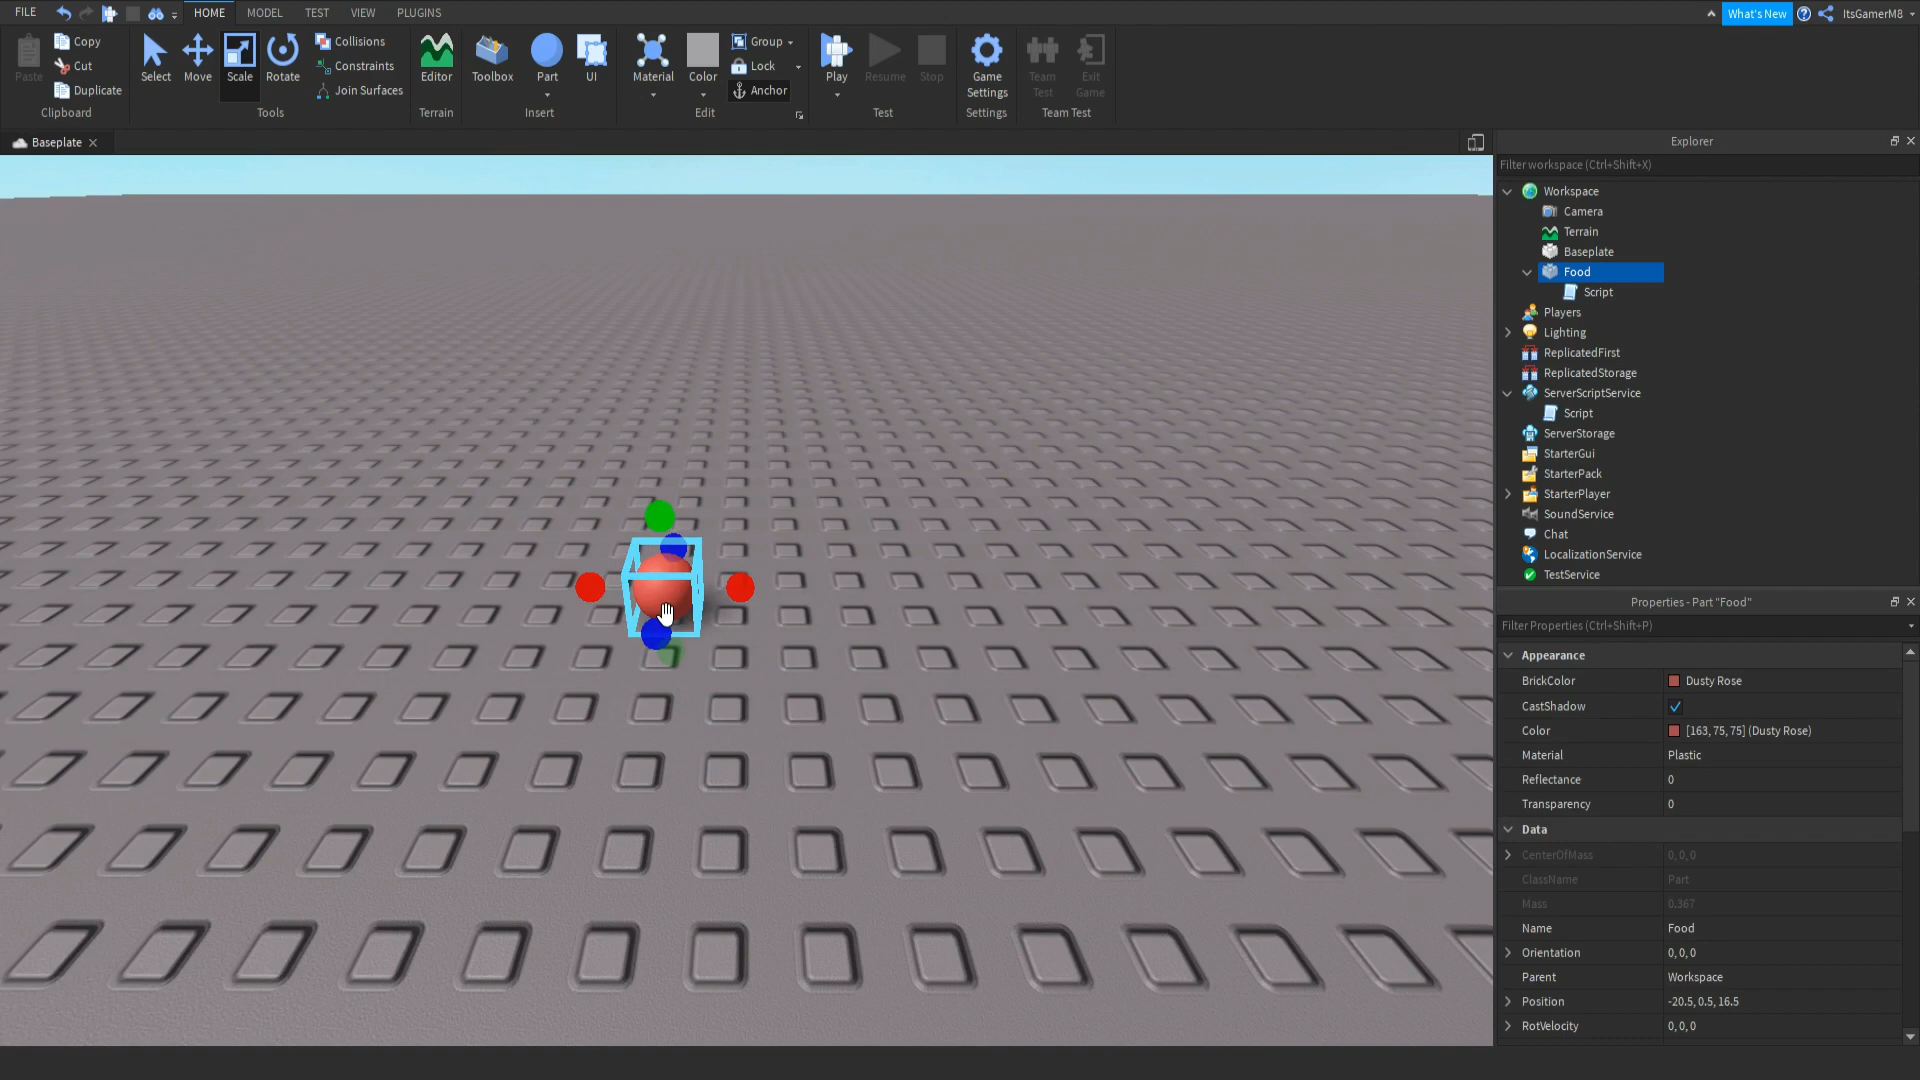 FILE HOME MODEL TEST VIEW PLUGINS What's New ItsGamerM8
Paste Copy Cut Duplicate Clipboard
Select Move Scale Rotate Collisions Constraints Join Surfaces Tools
Editor Terrain
Toolbox Part UI Insert
Material Color Group Lock Anchor Edit
Play Resume Stop Test
Game Settings Settings
Team Test Exit Game Team Test
Baseplate
Explorer
Filter workspace (Ctrl+Shift+X)
Workspace
Camera
Terrain
Baseplate
Food
Script
Players
Lighting
ReplicatedFirst
ReplicatedStorage
ServerScriptService
Script
ServerStorage
StarterGui
StarterPack
StarterPlayer
SoundService
Chat
LocalizationService
TestService
Properties - Part "Food"
Filter Properties (Ctrl+Shift+P)
Appearance
BrickColor Dusty Rose
CastShadow
Color [163, 75, 75] (Dusty Rose)
Material Plastic
Reflectance 0
Transparency 0
Data
CenterOfMass 0, 0, 0
ClassName Part
Mass 0.367
Name Food
Orientation 0, 0, 0
Parent Workspace
Position -20.5, 0.5, 16.5
RotVelocity 0, 0, 0